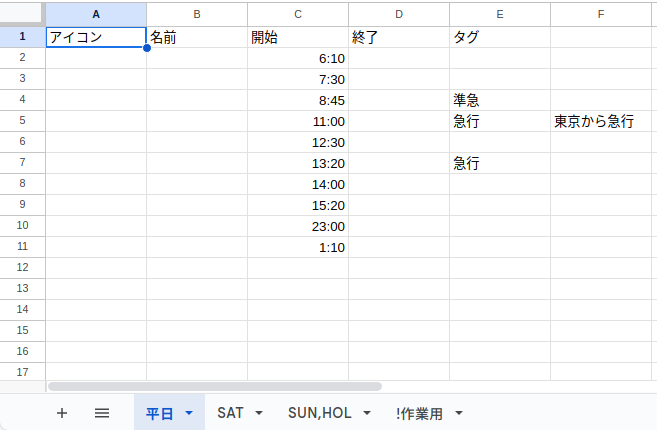 A B C D E F
1 アイコン 名前 開始 終了 タグ
2 6:10
3 7:30
4 8:45 準急
5 11:00 急行 東京から急行
6 12:30
7 13:20 急行
8 14:00
9 15:20
10 23:00
11 1:10
12
13
14
15
16
17
平日 SAT SUN,HOL !作業用